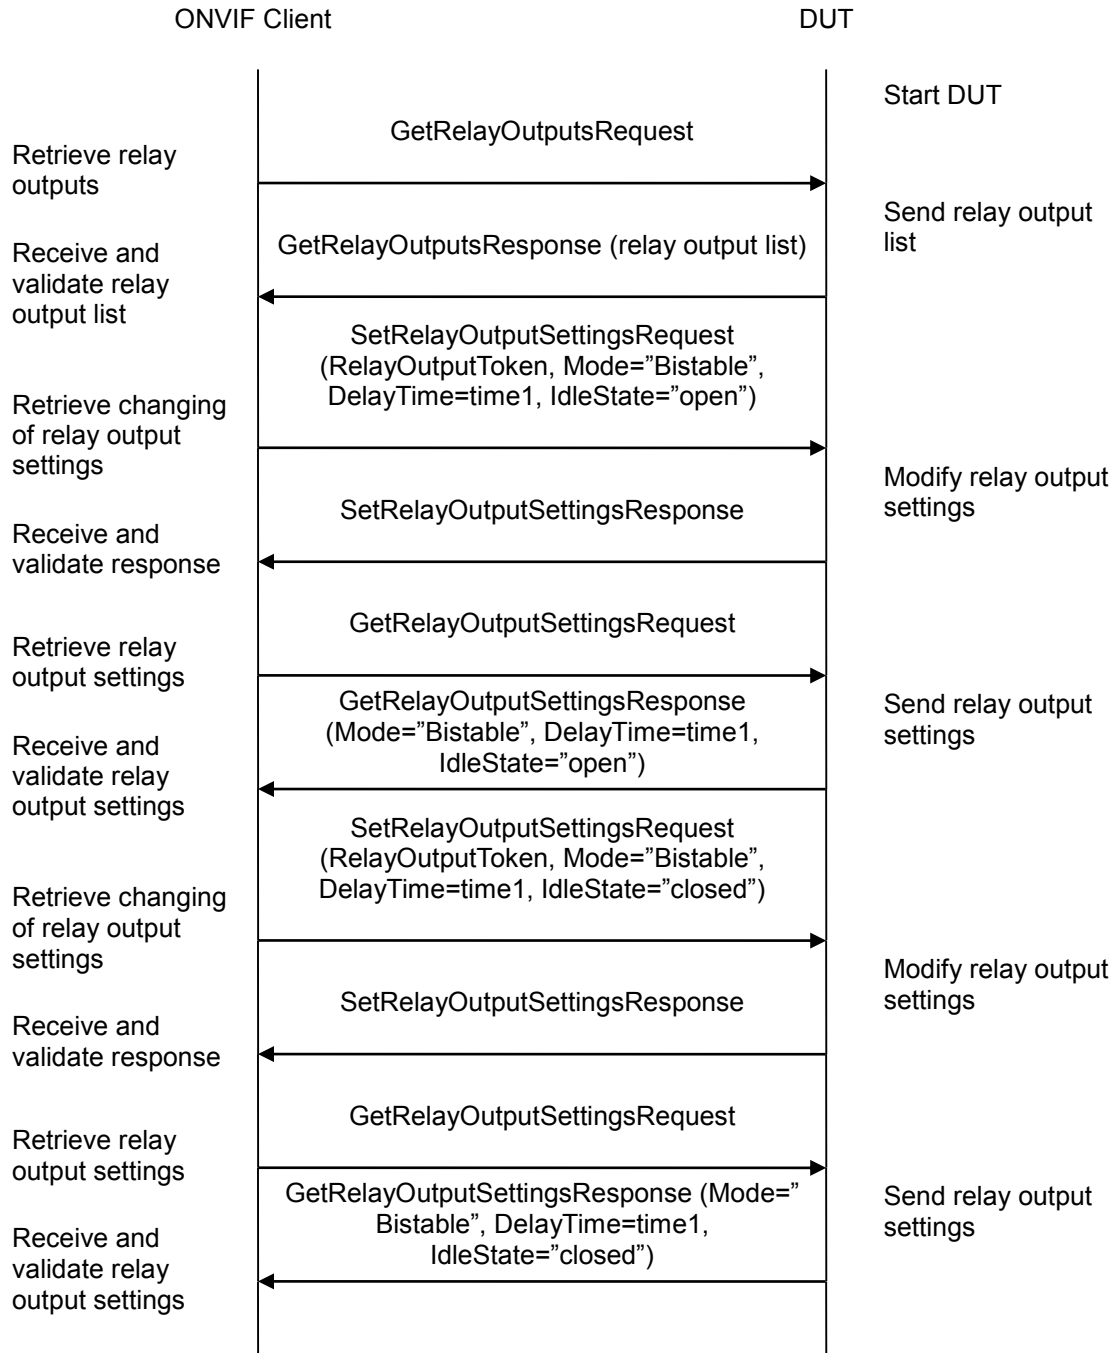 ONVIF Client
DUT
Start DUT
GetRelayOutputsRequest
Retrieve relay
outputs
Send relay output
list
GetRelayOutputsResponse (relay output list)
Receive and
validate relay
output list
SetRelayOutputSettingsRequest
(RelayOutputToken, Mode=”Bistable”,
DelayTime=time1, IdleState=”open”)
Retrieve changing
of relay output
settings
Modify relay output
settings
SetRelayOutputSettingsResponse
Receive and
validate response
GetRelayOutputSettingsRequest
Retrieve relay
output settings
Send relay output
settings
GetRelayOutputSettingsResponse
(Mode=”Bistable”, DelayTime=time1,
IdleState=”open”)
Receive and
validate relay
output settings
SetRelayOutputSettingsRequest
(RelayOutputToken, Mode=”Bistable”,
DelayTime=time1, IdleState=”closed”)
Retrieve changing
of relay output
settings
Modify relay output
settings
SetRelayOutputSettingsResponse
Receive and
validate response
GetRelayOutputSettingsRequest
Retrieve relay
output settings
Send relay output
settings
GetRelayOutputSettingsResponse (Mode=”
Bistable”, DelayTime=time1,
IdleState=”closed”)
Receive and
validate relay
output settings